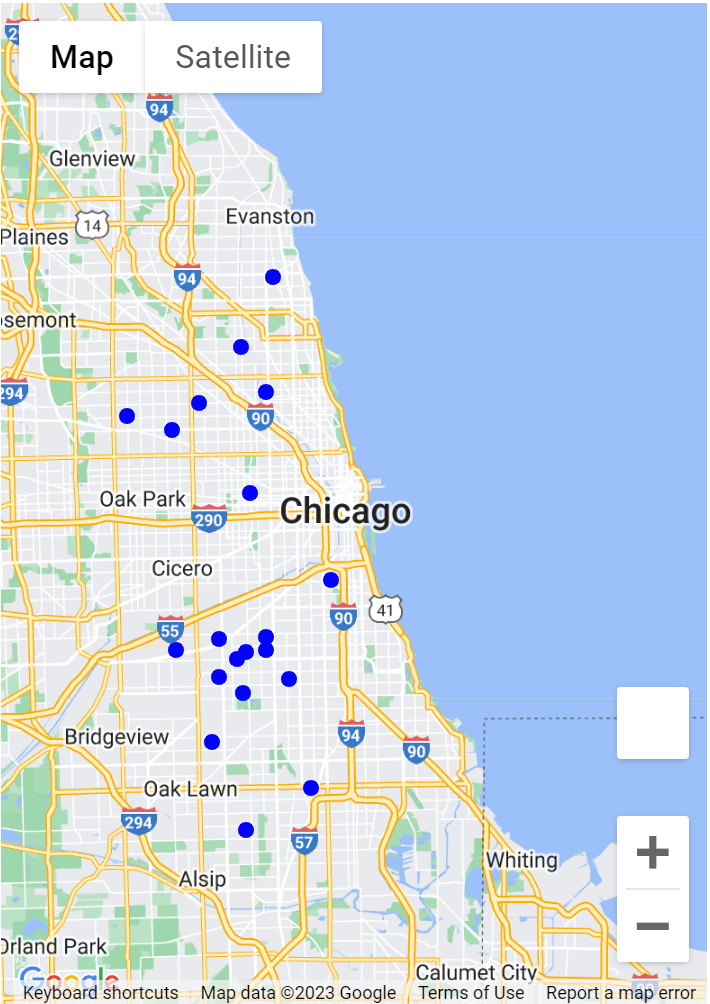 2
Map
Satellite
94
Glenview
Evanston
14
Plaines
94
osemont
294
90
Oak Park
290
Chicago
Cicero
41
55
90
Bridgeview
94
90
Oak Lawn
294
57
Whiting
Alsip
Orland Park
Calumet City
Google
Keyboard shortcuts
Map data ©2023 Google
Terms of Use
Report a map error